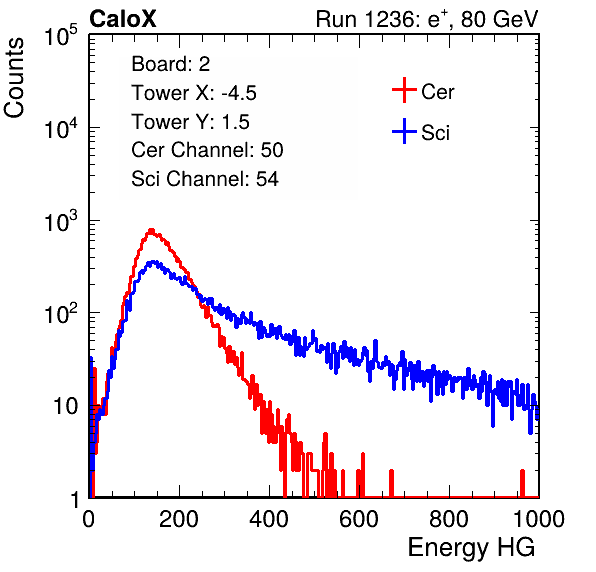 CaloX Run 1236: e⁺, 80 GeV
Counts
10⁵
10⁴
10³
10²
10
1
Board: 2
Tower X: -4.5
Tower Y: 1.5
Cer Channel: 50
Sci Channel: 54
Cer
Sci
0 200 400 600 800 1000
Energy HG